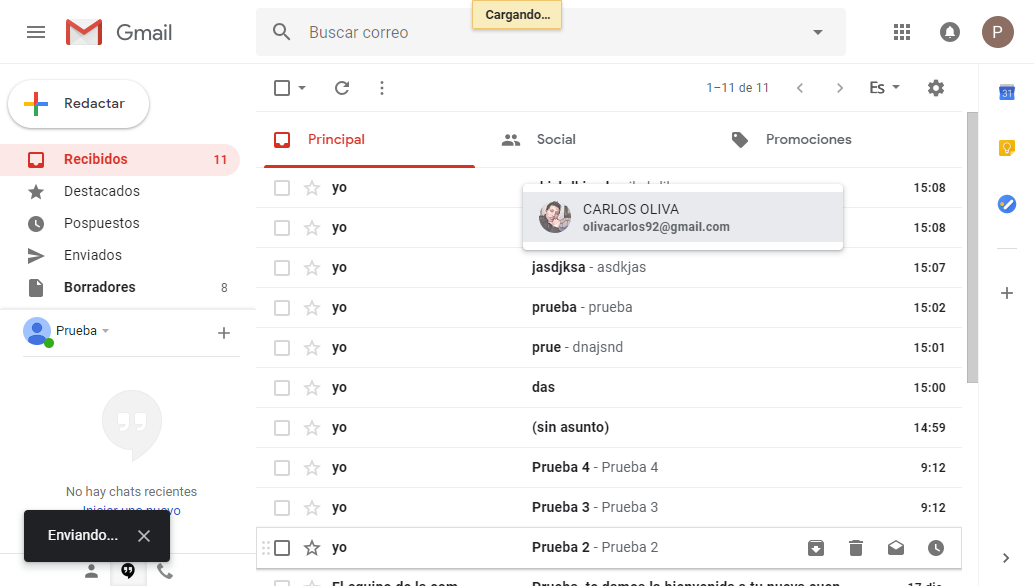 Cargando...
Gmail
Buscar correo
P
Redactar
1–11 de 11
Es
31
Principal
Social
Promociones
Recibidos 11
Destacados
Pospuestos
Enviados
Borradores 8
Prueba
No hay chats recientes
Iniciar uno nuevo
Enviando...
yo 15:08
CARLOS OLIVA
olivacarlos92@gmail.com
yo 15:08
yo jasdjksa - asdkjas 15:07
yo prueba - prueba 15:02
yo prue - dnajsnd 15:01
yo das 15:00
yo (sin asunto) 14:59
yo Prueba 4 - Prueba 4 9:12
yo Prueba 3 - Prueba 3 9:12
yo Prueba 2 - Prueba 2
El equipo de la com Prueba, te damos la bienvenida a tu nueva cuen 17 dic